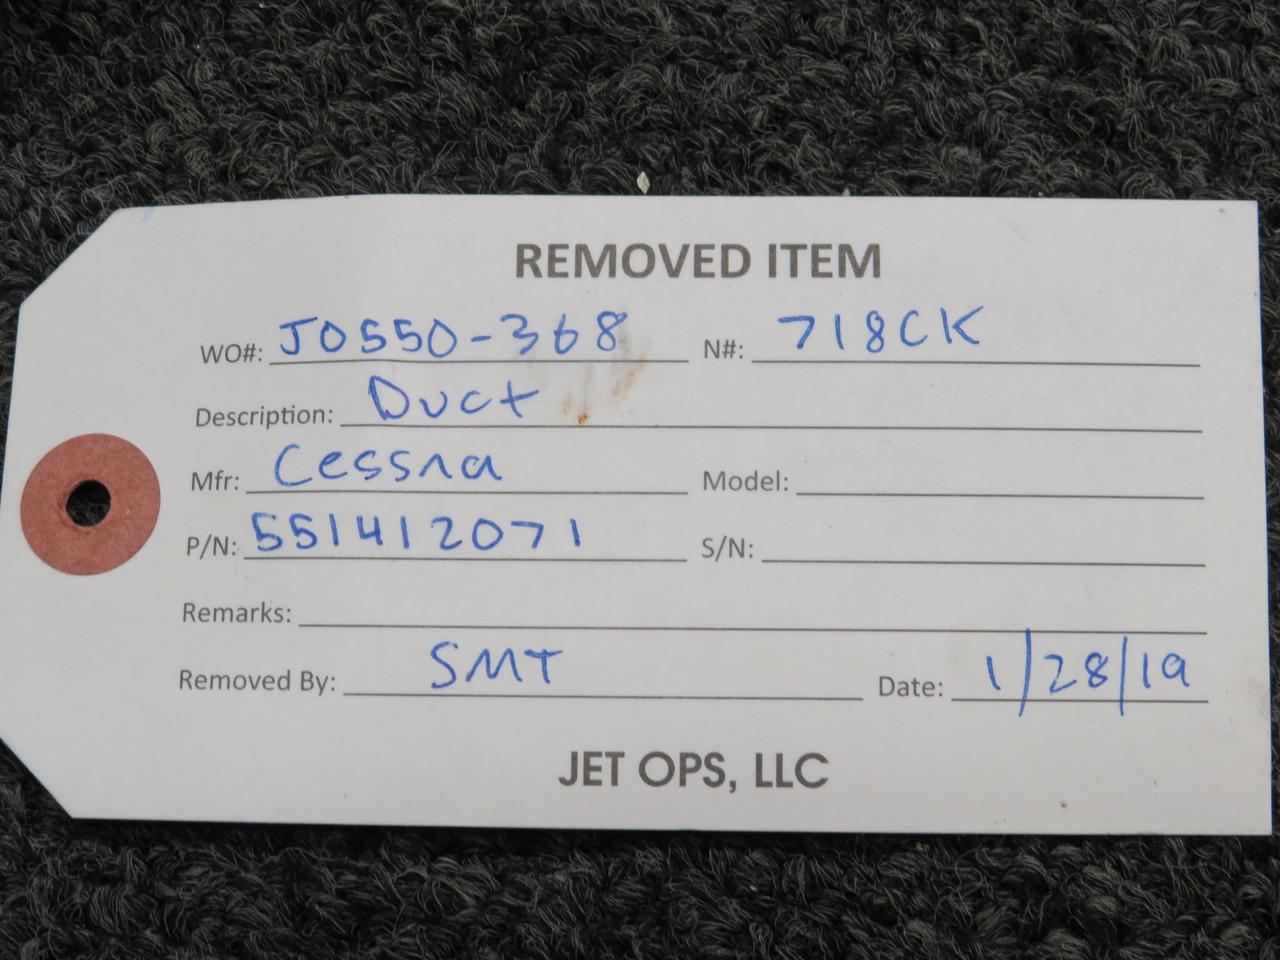 REMOVED ITEM
WO#: JO550-368 N#: 718CK
Description: Duct
Mfr: Cessna Model:
P/N: 551412071 S/N:
Remarks:
Removed By: SMT Date: 1/28/19
JET OPS, LLC